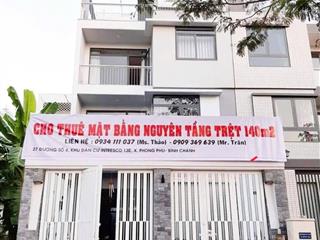 CHO THUÊ MẶT BẰNG NGUYÊN TẦNG TRỆT 140m2
LIÊN HỆ: 0934 111 037 (Ms. Thảo) - 0909 369 639 (Mr. Trân)
27 ĐƯỜNG SỐ 6, KHU DÂN CƯ INTRESCO 13E, X. PHONG PHÚ - BÌNH CHÁNH